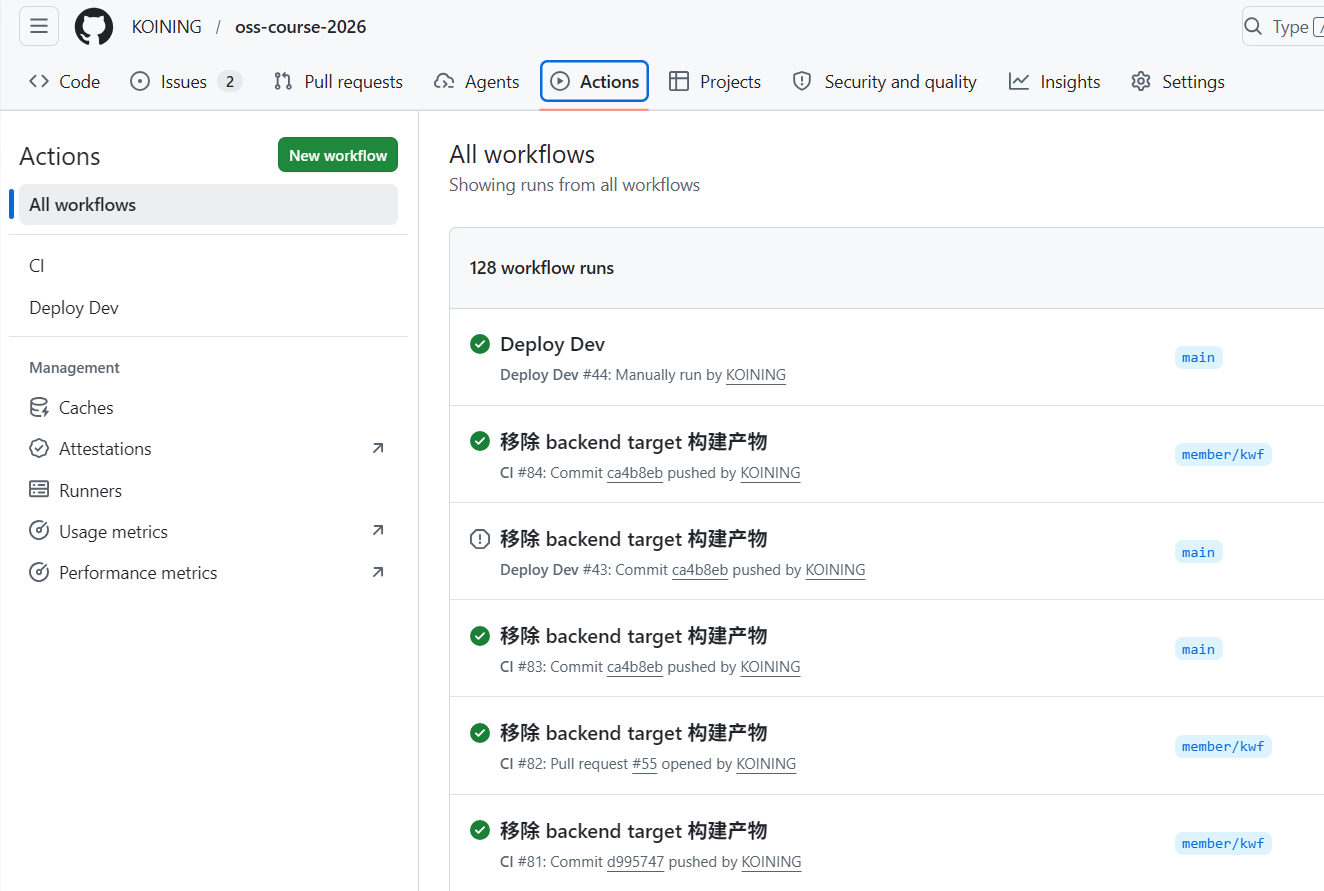 KOINING / oss-course-2026
Type /
Code Issues 2 Pull requests Agents Actions Projects Security and quality Insights Settings
Actions
New workflow
All workflows
CI
Deploy Dev
Management
Caches
Attestations
Runners
Usage metrics
Performance metrics
All workflows
Showing runs from all workflows
128 workflow runs
Deploy Dev
Deploy Dev #44: Manually run by KOINING
main
移除 backend target 构建产物
CI #84: Commit ca4b8eb pushed by KOINING
member/kwf
移除 backend target 构建产物
Deploy Dev #43: Commit ca4b8eb pushed by KOINING
main
移除 backend target 构建产物
CI #83: Commit ca4b8eb pushed by KOINING
main
移除 backend target 构建产物
CI #82: Pull request #55 opened by KOINING
member/kwf
移除 backend target 构建产物
CI #81: Commit d995747 pushed by KOINING
member/kwf